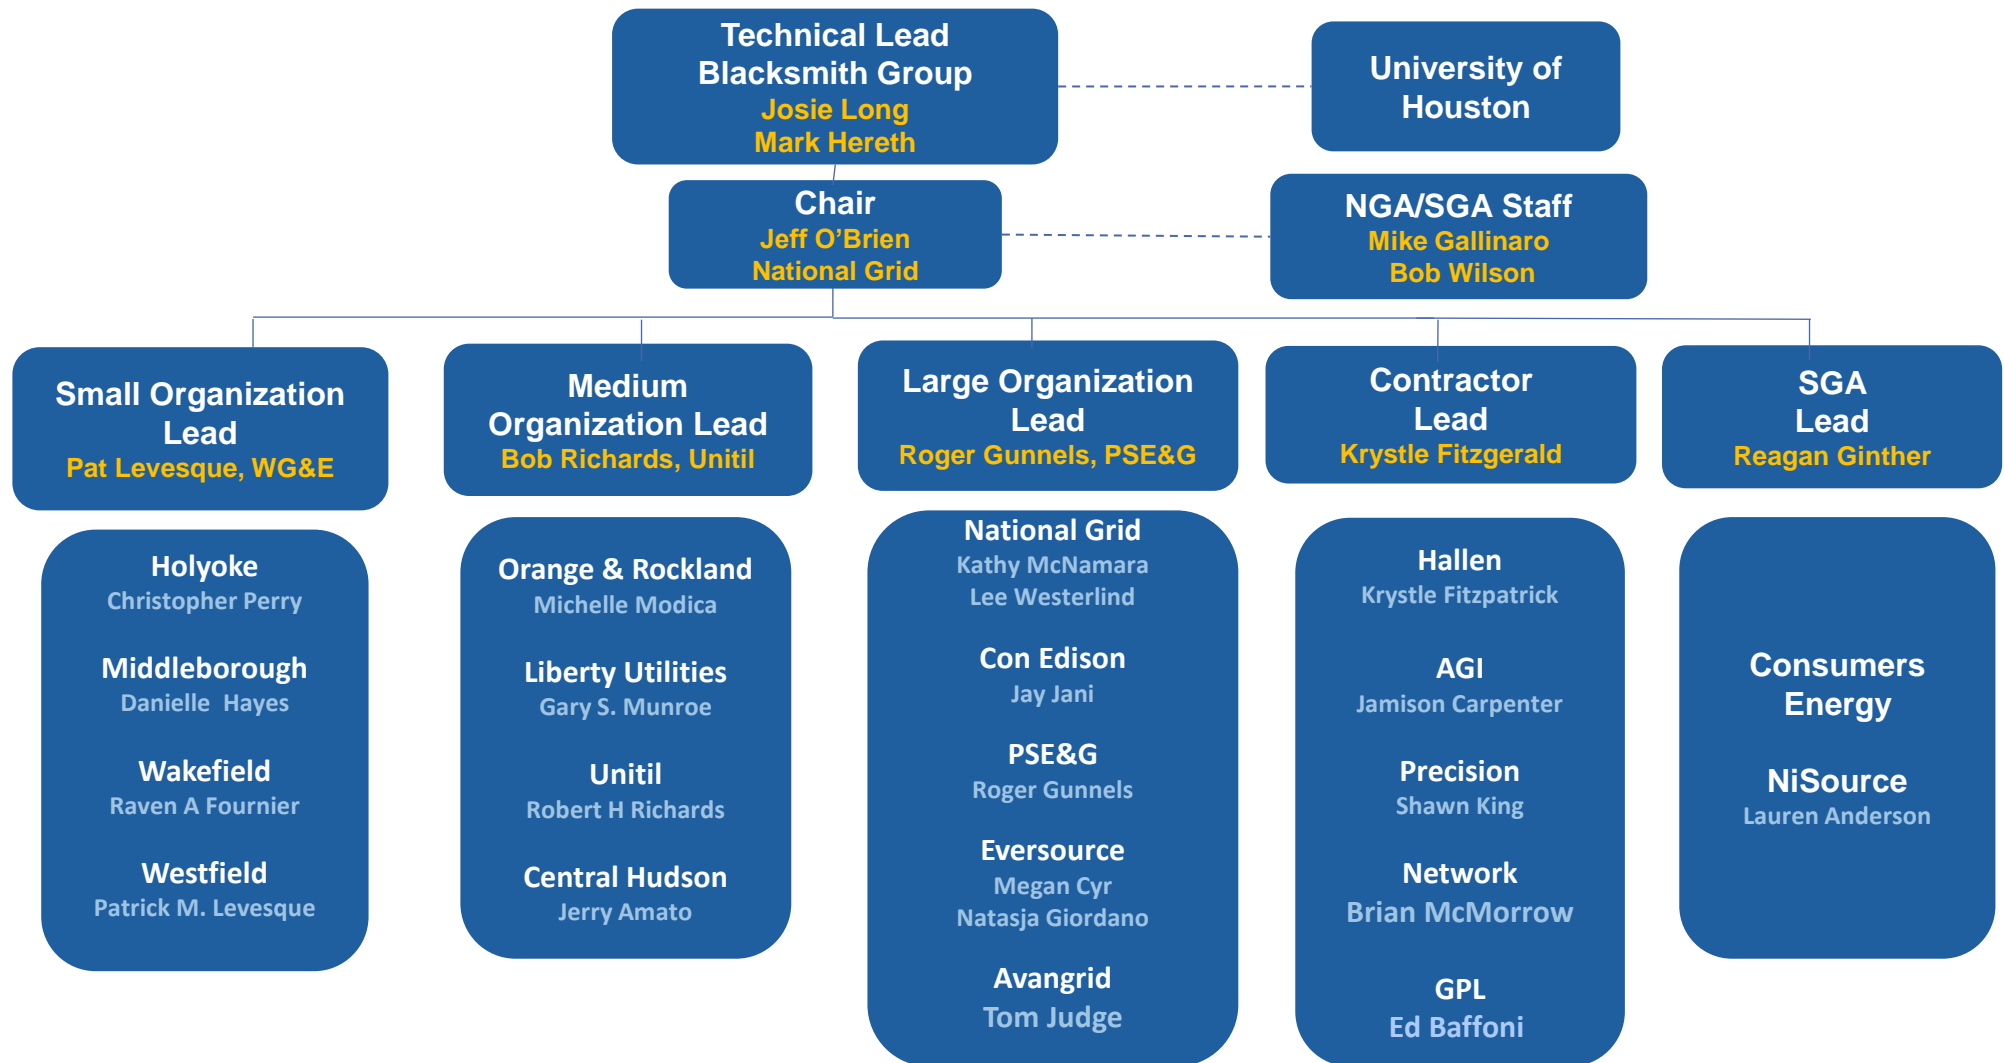 Technical Lead
Blacksmith Group
Josie Long
Mark Hereth
University of
Houston
Chair
Jeff O’Brien
National Grid
NGA/SGA Staff
Mike Gallinaro
Bob Wilson
Small Organization
Lead
Pat Levesque, WG&E
Medium
Organization Lead
Bob Richards, Unitil
Large Organization
Lead
Roger Gunnels, PSE&G
Contractor
Lead
Krystle Fitzgerald
SGA
Lead
Reagan Ginther
Holyoke
Christopher Perry
Middleborough
Danielle Hayes
Wakefield
Raven A Fournier
Westfield
Patrick M. Levesque
Orange & Rockland
Michelle Modica
Liberty Utilities
Gary S. Munroe
Unitil
Robert H Richards
Central Hudson
Jerry Amato
National Grid
Kathy McNamara
Lee Westerlind
Con Edison
Jay Jani
PSE&G
Roger Gunnels
Eversource
Megan Cyr
Natasja Giordano
Avangrid
Tom Judge
Hallen
Krystle Fitzpatrick
AGI
Jamison Carpenter
Precision
Shawn King
Network
Brian McMorrow
GPL
Ed Baffoni
Consumers
Energy
NiSource
Lauren Anderson